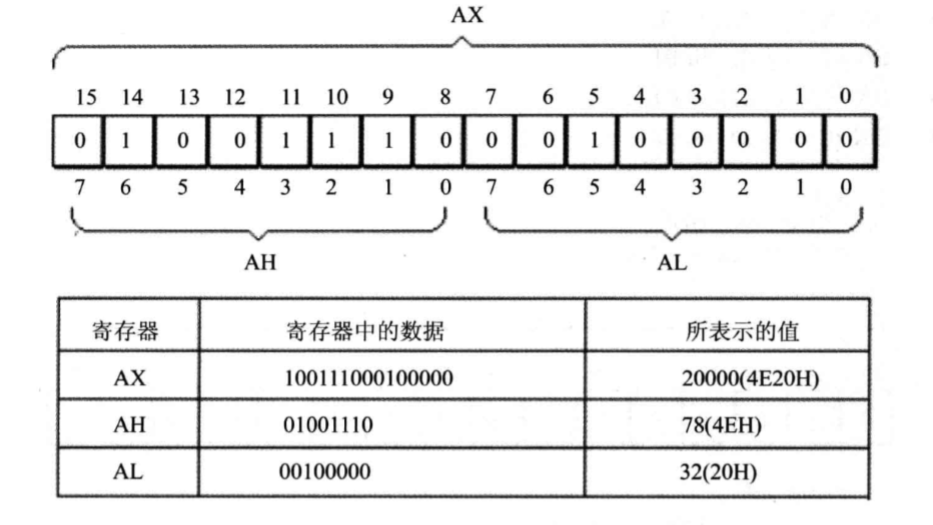 AX
15 14 13 12 11 10 9 8 7 6 5 4 3 2 1 0
0 1 0 0 1 1 1 0 0 0 1 0 0 0 0 0
7 6 5 4 3 2 1 0 7 6 5 4 3 2 1 0
AH AL
寄存器 寄存器中的数据 所表示的值
AX 100111000100000 20000(4E20H)
AH 01001110 78(4EH)
AL 00100000 32(20H)